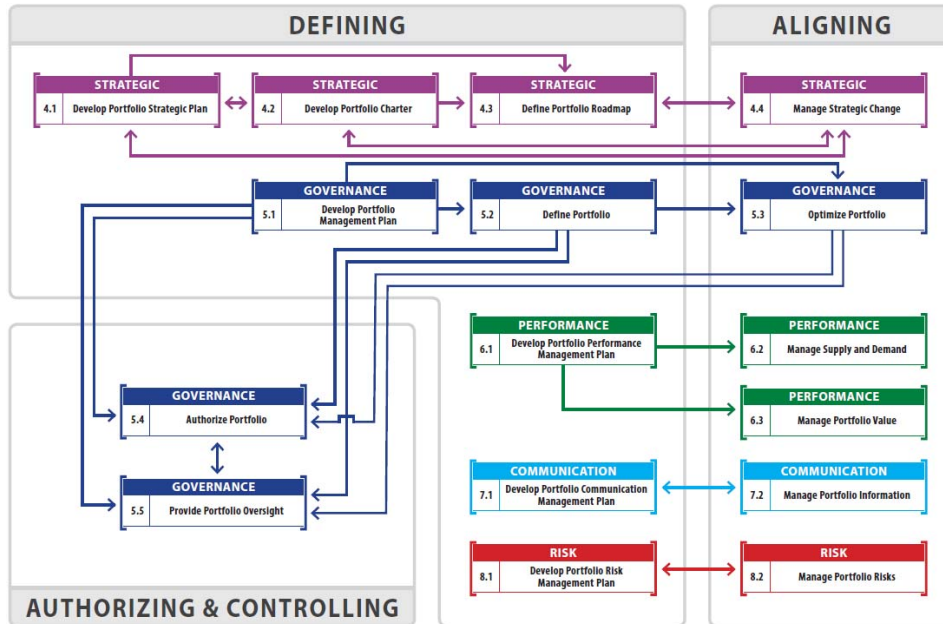 DEFINING
ALIGNING
STRATEGIC
4.1 Develop Portfolio Strategic Plan
STRATEGIC
4.2 Develop Portfolio Charter
STRATEGIC
4.3 Define Portfolio Roadmap
STRATEGIC
4.4 Manage Strategic Change
GOVERNANCE
5.1 Develop Portfolio
Management Plan
GOVERNANCE
5.2 Define Portfolio
GOVERNANCE
5.3 Optimize Portfolio
PERFORMANCE
6.1 Develop Portfolio Performance
Management Plan
PERFORMANCE
6.2 Manage Supply and Demand
GOVERNANCE
5.4 Authorize Portfolio
PERFORMANCE
6.3 Manage Portfolio Value
GOVERNANCE
5.5 Provide Portfolio Oversight
COMMUNICATION
7.1 Develop Portfolio Communication
Management Plan
COMMUNICATION
7.2 Manage Portfolio Information
RISK
8.1 Develop Portfolio Risk
Management Plan
RISK
8.2 Manage Portfolio Risks
AUTHORIZING & CONTROLLING